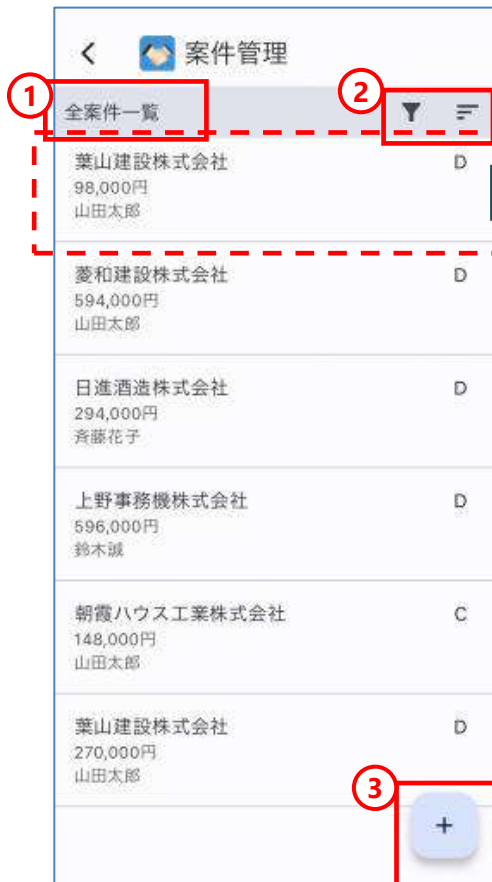 案件管理
1
全案件一覧
2
葉山建設株式会社 D
98,000円
山田太郎
菱和建設株式会社 D
594,000円
山田太郎
日進酒造株式会社 D
294,000円
斉藤花子
上野事務機株式会社 D
596,000円
鈴木誠
朝霞ハウス工業株式会社 C
148,000円
山田太郎
葉山建設株式会社 D
270,000円
山田太郎
3
+